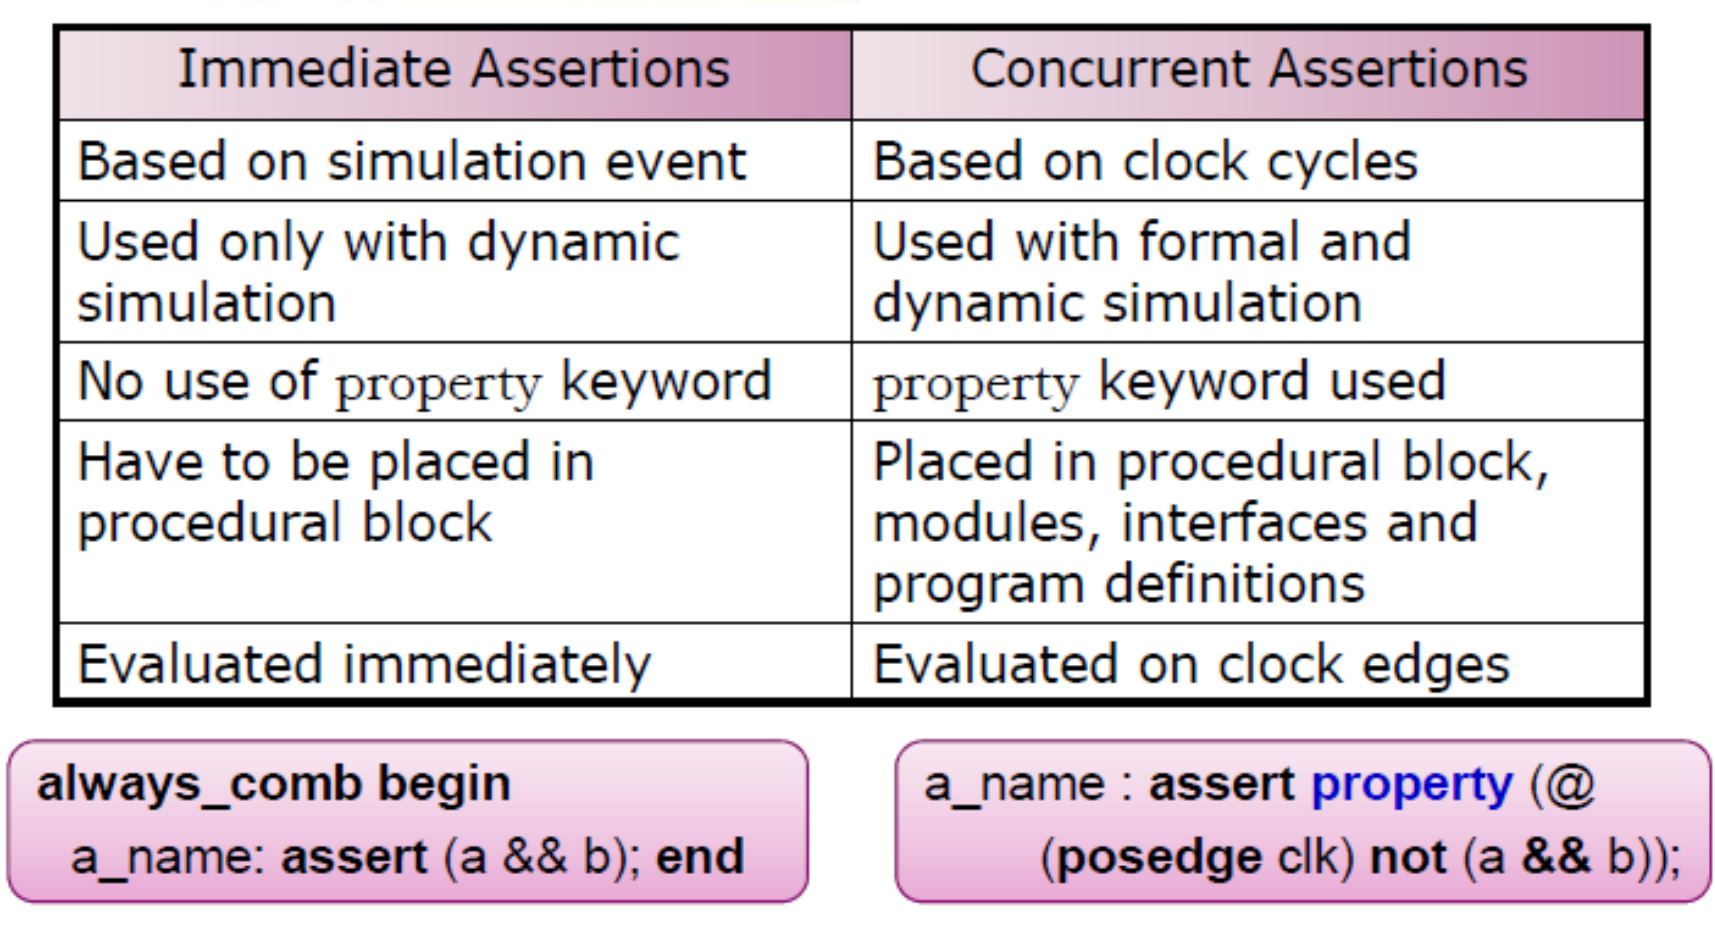 Immediate Assertions
Concurrent Assertions
Based on simulation event
Based on clock cycles
Used only with dynamic
simulation
Used with formal and
dynamic simulation
No use of property keyword
property keyword used
Have to be placed in
procedural block
Placed in procedural block,
modules, interfaces and
program definitions
Evaluated immediately
Evaluated on clock edges
always_comb begin
a_name: assert (a && b); end
a_name : assert property (@
(posedge clk) not (a && b));